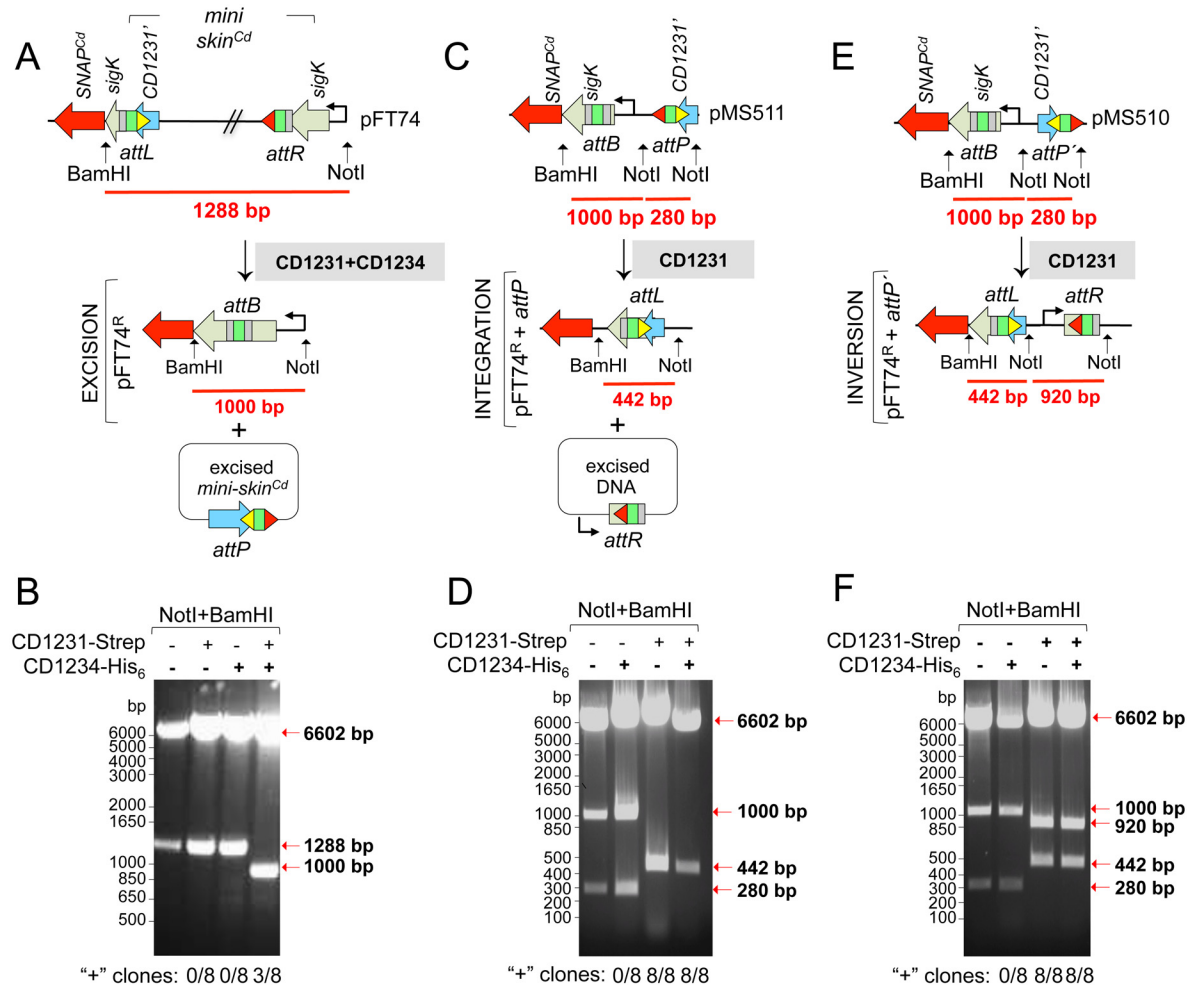 A
mini
skinCd
SNAPCd
sigK
CD1231’
sigK
pFT74
attL
attR
BamHI
NotI
1288 bp
CD1231+CD1234
EXCISION
pFT74R
attB
BamHI
NotI
1000 bp
+
excised
mini-skinCd
attP
C
SNAPCd
sigK
CD1231’
pMS511
attB
attP
BamHI
NotI
NotI
1000 bp
280 bp
CD1231
INTEGRATION
pFT74R + attP
attL
BamHI
NotI
442 bp
+
excised
DNA
attR
E
SNAPCd
sigK
CD1231’
pMS510
attB
attP´
BamHI
NotI
NotI
1000 bp
280 bp
CD1231
INVERSION
pFT74R + attP´
attL
attR
BamHI
NotI
NotI
442 bp
920 bp
B
NotI+BamHI
CD1231-Strep - + - +
CD1234-His6 - - + +
bp
6000
5000
4000
3000
2000
1650
1000
850
650
500
6602 bp
1288 bp
1000 bp
“+” clones: 0/8 0/8 3/8
D
NotI+BamHI
CD1231-Strep - - + +
CD1234-His6 - + - +
bp
6000
5000
4000
3000
2000
1650
1000
850
500
400
300
200
100
6602 bp
1000 bp
442 bp
280 bp
“+” clones: 0/8 8/8 8/8
F
NotI+BamHI
CD1231-Strep - - + +
CD1234-His6 - + - +
bp
6000
5000
4000
3000
2000
1650
1000
850
500
400
300
200
100
6602 bp
1000 bp
920 bp
442 bp
280 bp
“+” clones: 0/8 8/8 8/8